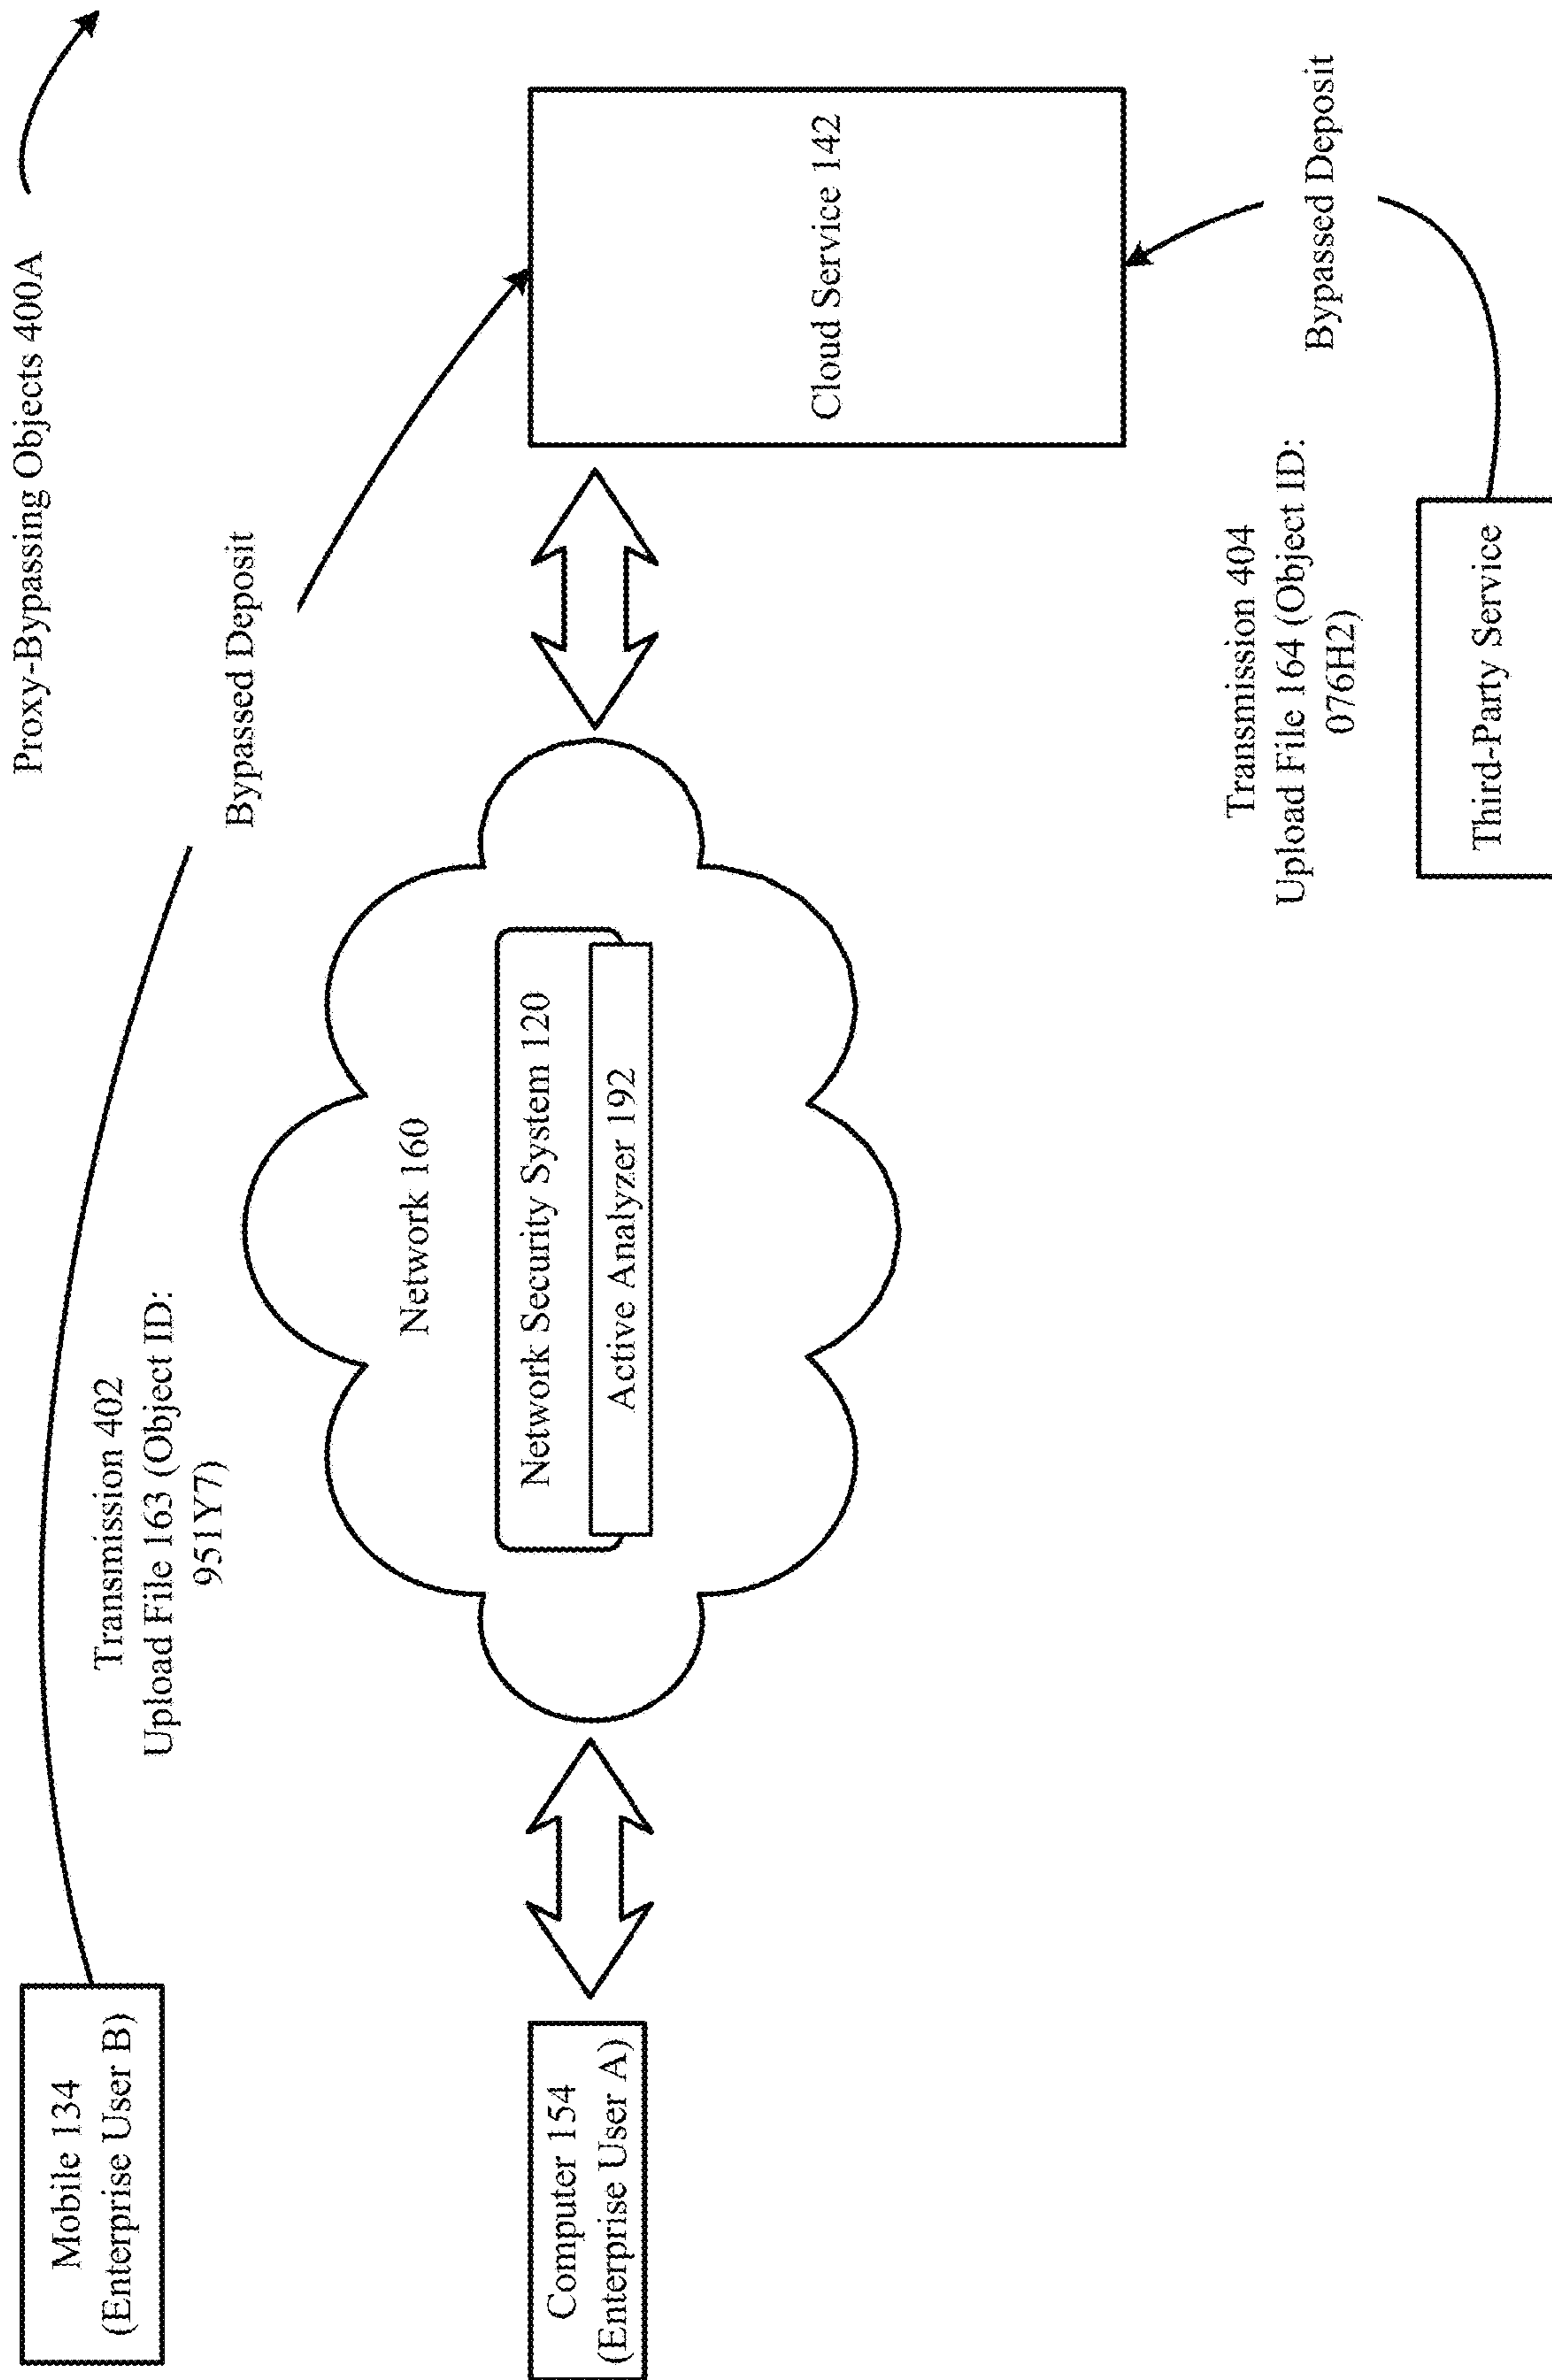 Proxy-Bypassing Objects 400A
Mobile 134
(Enterprise User B)
Transmission 402
Upload File 163 (Object ID:
951Y7)
Bypassed Deposit
Computer 154
(Enterprise User A)
Network 160
Network Security System 120
Active Analyzer 192
Cloud Service 142
Transmission 404
Upload File 164 (Object ID:
076H2)
Bypassed Deposit
Third-Party Service